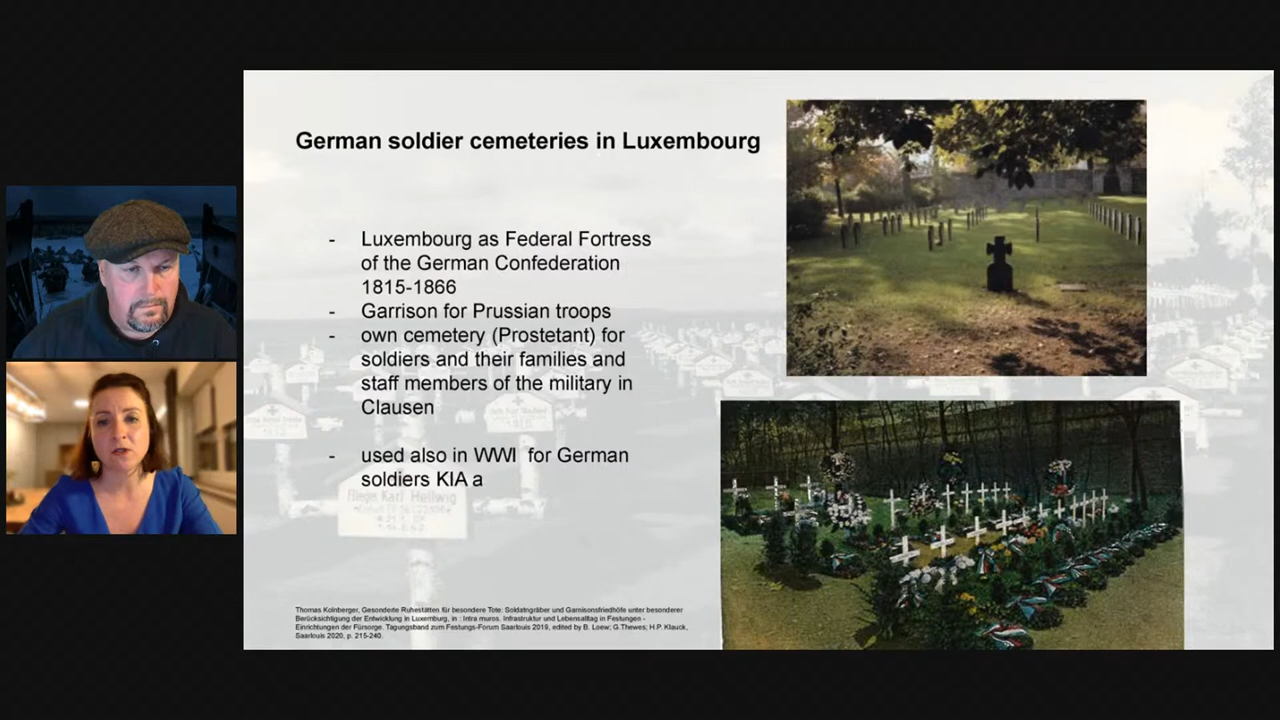 German soldier cemeteries in Luxembourg
- Luxembourg as Federal Fortress
of the German Confederation
1815-1866
- Garrison for Prussian troops
- own cemetery (Prostetant) for
soldiers and their families and
staff members of the military in
Clausen
- used also in WWI for German
soldiers KIA a
Flieger Karl Hellwig
Thomas Kolnberger, Gesonderte Ruhestätten für besondere Tote: Soldatngräber und Garnisonsfriedhöfe unter besonderer
Berücksichtigung der Entwicklung in Luxemburg, in : Intra muros. Infrastruktur und Lebensalltag in Festungen -
Einrichtungen der Fürsorge. Tagungsband zum Festungs-Forum Saarlouis 2019, edited by B. Loew; G.Thewes; H.P. Klauck,
Saarlouis 2020, p. 215-240.